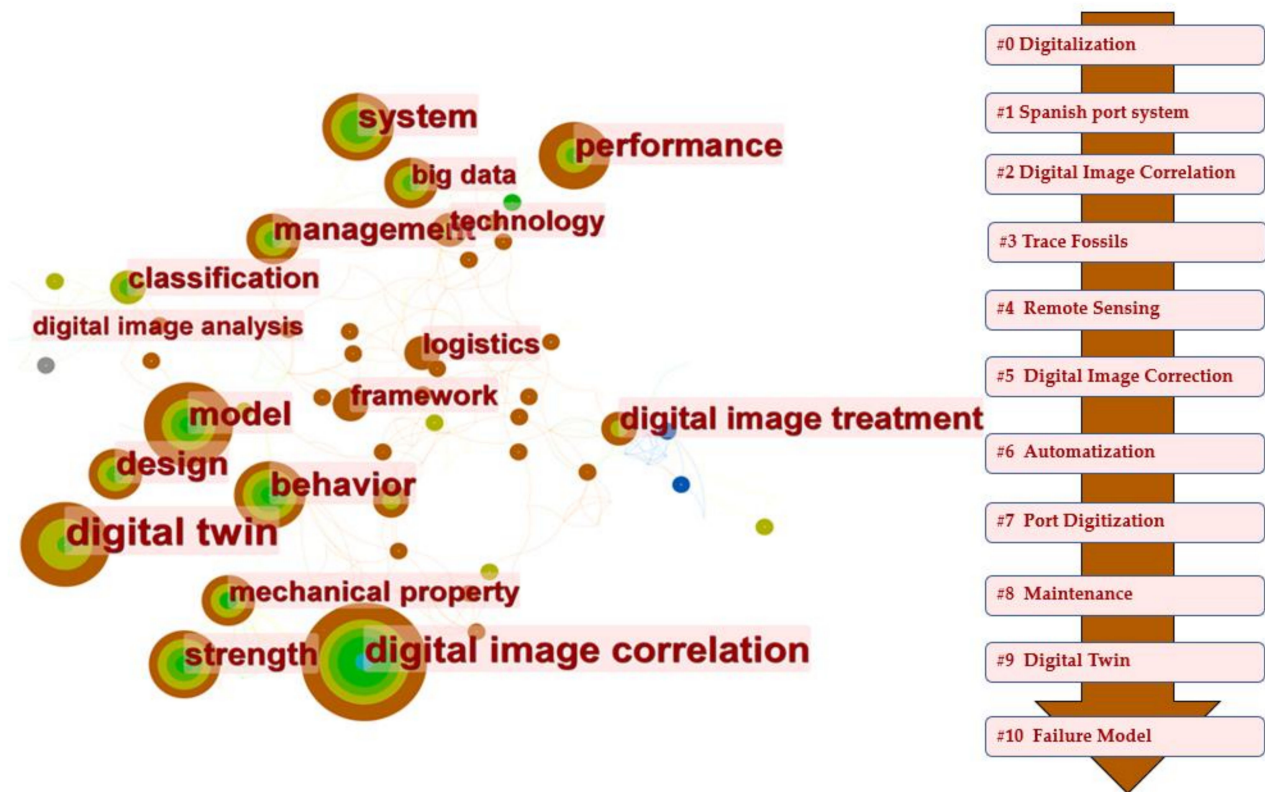 system
performance
big data
technology
management
classification
digital image analysis
logistics
framework
model
digital image treatment
design
behavior
digital twin
mechanical property
strength
digital image correlation
#0 Digitalization
#1 Spanish port system
#2 Digital Image Correlation
#3 Trace Fossils
#4 Remote Sensing
#5 Digital Image Correction
#6 Automatization
#7 Port Digitization
#8 Maintenance
#9 Digital Twin
#10 Failure Model